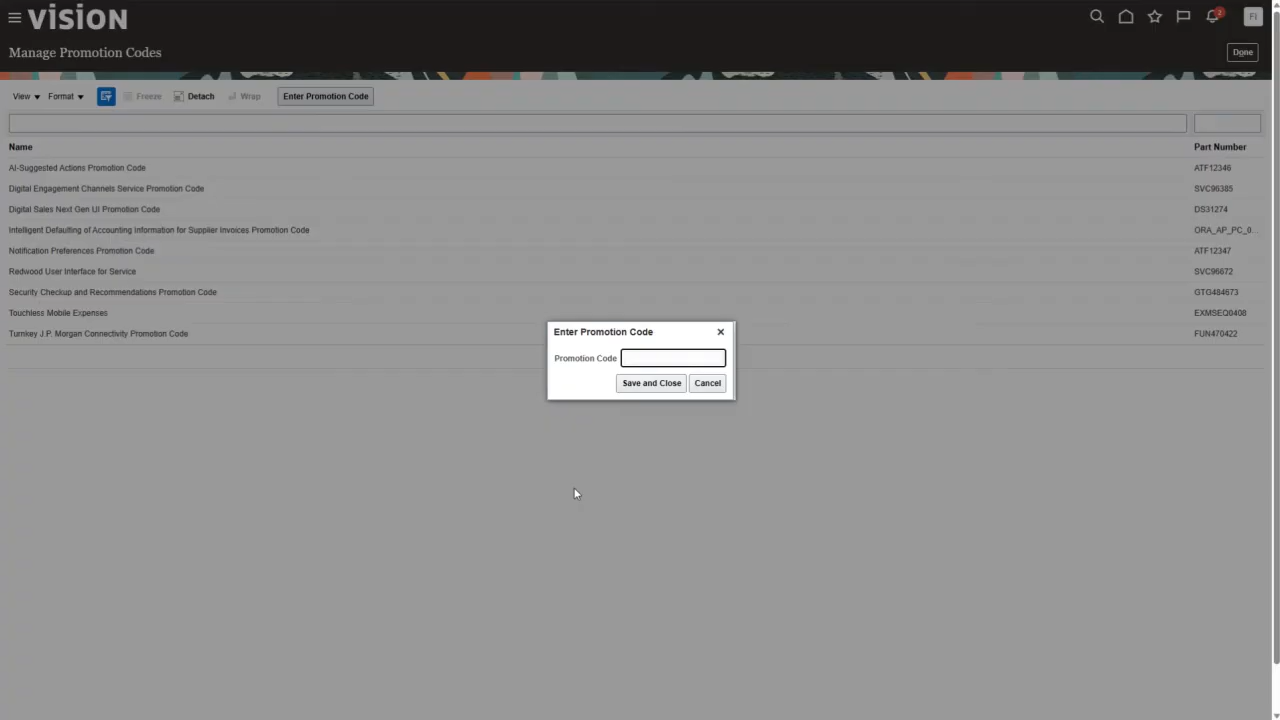 vision
2
FI
Manage Promotion Codes
Done
View Format Freeze Detach Wrap Enter Promotion Code
Name Part Number
AI-Suggested Actions Promotion Code ATF12346
Digital Engagement Channels Service Promotion Code SVC96385
Digital Sales Next Gen UI Promotion Code DS31274
Intelligent Defaulting of Accounting Information for Supplier Invoices Promotion Code ORA_AP_PC_0...
Notification Preferences Promotion Code ATF12347
Redwood User Interface for Service SVC96672
Security Checkup and Recommendations Promotion Code GTG484673
Touchless Mobile Expenses EXMSEQ0408
Turnkey J.P. Morgan Connectivity Promotion Code FUN470422
Enter Promotion Code
Promotion Code
Save and Close Cancel